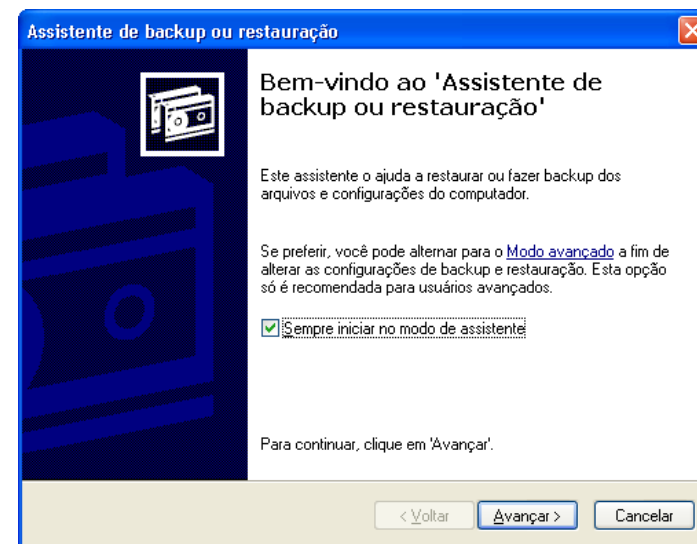 Assistente de backup ou restauração
Bem-vindo ao 'Assistente de
backup ou restauração'
Este assistente o ajuda a restaurar ou fazer backup dos
arquivos e configurações do computador.
Se preferir, você pode alternar para o Modo avançado a fim de
alterar as configurações de backup e restauração. Esta opção
só é recomendada para usuários avançados.
Sempre iniciar no modo de assistente
Para continuar, clique em 'Avançar'.
< Voltar
Avançar >
Cancelar